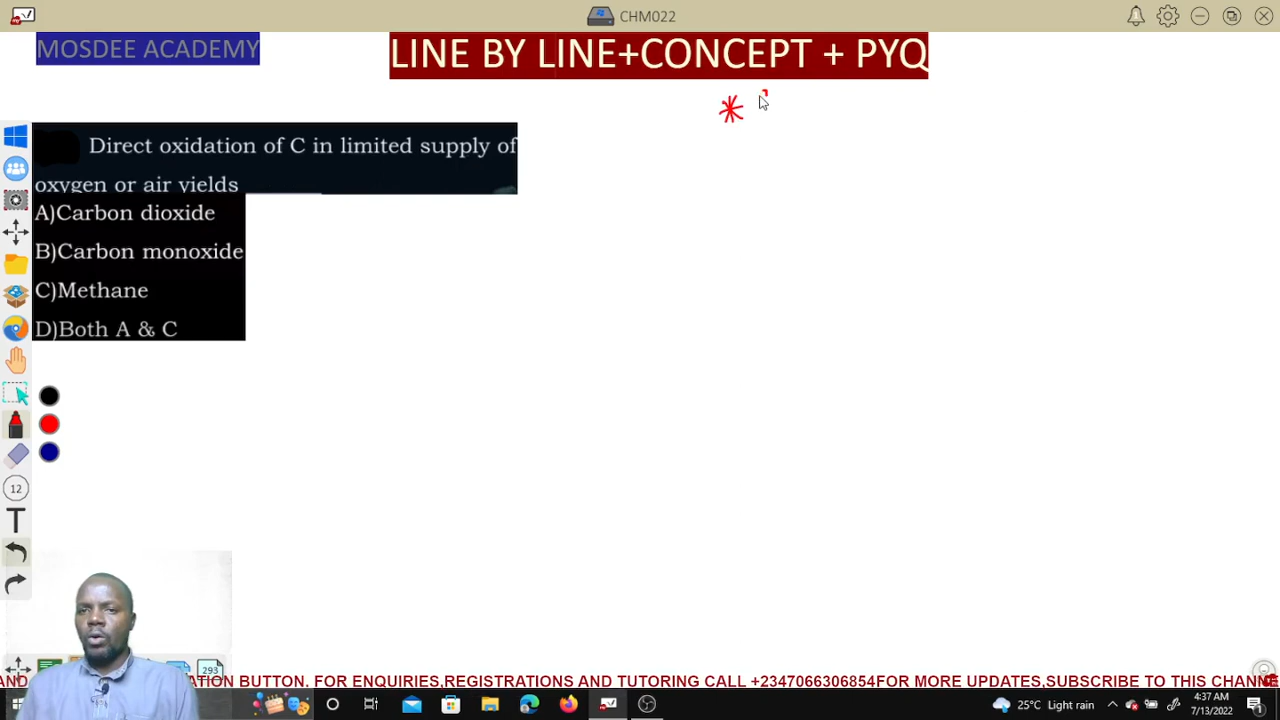 CHM022
MOSDEE ACADEMY
LINE BY LINE+CONCEPT + PYQ
Direct oxidation of C in limited supply of
oxygen or air yields
A)Carbon dioxide
B)Carbon monoxide
C)Methane
D)Both A & C
12
T
293
AND
ATION BUTTON. FOR ENQUIRIES,REGISTRATIONS AND TUTORING CALL +2347066306854FOR MORE UPDATES,SUBSCRIBE TO THIS CHANNE
25°C Light rain
4:37 AM
7/13/2022